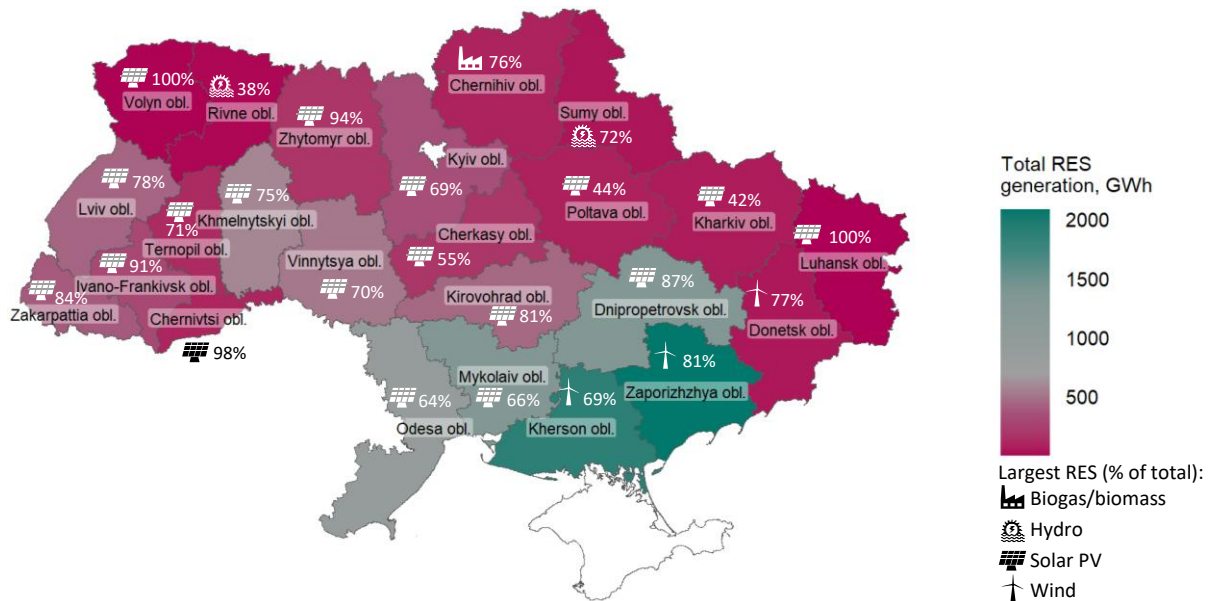 100%
Volyn obl.
38%
Rivne obl.
94%
Zhytomyr obl.
76%
Chernihiv obl.
Sumy obl.
72%
Kyiv obl.
69%
78%
Lviv obl.
75%
Khmelnytskyi obl.
71%
Ternopil obl.
44%
Poltava obl.
42%
Kharkiv obl.
100%
Luhansk obl.
Cherkasy obl.
55%
Vinnytsya obl.
70%
91%
Ivano-Frankivsk obl.
84%
Zakarpattia obl.
Chernivtsi obl.
98%
Kirovohrad obl.
81%
87%
Dnipropetrovsk obl.
77%
Donetsk obl.
81%
Zaporizhzhya obl.
Mykolaiv obl.
66%
64%
Odesa obl.
69%
Kherson obl.
Total RES
generation, GWh
2000
1500
1000
500
Largest RES (% of total):
Biogas/biomass
Hydro
Solar PV
Wind